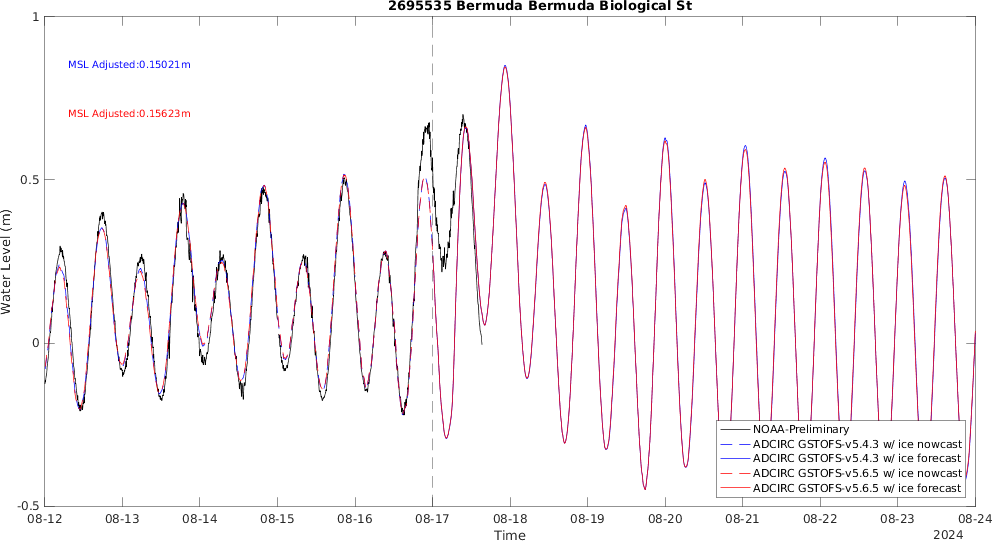 2695535 Bermuda Bermuda Biological St
MSL Adjusted:0.15021m
MSL Adjusted:0.15623m
Water Level (m)
1
0.5
0
-0.5
NOAA-Preliminary
ADCIRC GSTOFS-v5.4.3 w/ ice nowcast
ADCIRC GSTOFS-v5.4.3 w/ ice forecast
ADCIRC GSTOFS-v5.6.5 w/ ice nowcast
ADCIRC GSTOFS-v5.6.5 w/ ice forecast
08-12 08-13 08-14 08-15 08-16 08-17 08-18 08-19 08-20 08-21 08-22 08-23 08-24
Time
2024